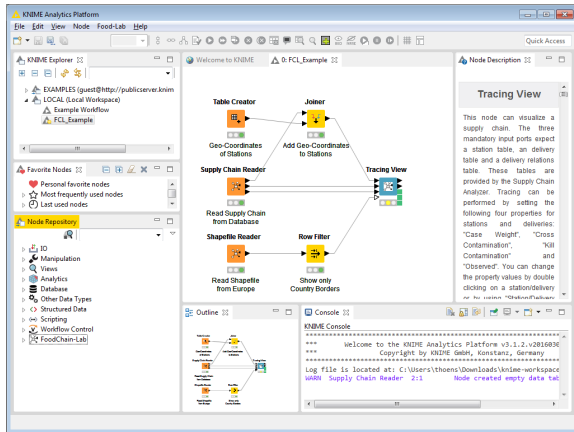 KNIME Analytics Platform
File Edit View Node Food-Lab Help
Quick Access
KNIME Explorer
EXAMPLES (guest@http://publicserver.knim
LOCAL (Local Workspace)
Example Workflow
FCL_Example
Favorite Nodes
Personal favorite nodes
Most frequently used nodes
Last used nodes
Node Repository
IO
Manipulation
Views
Analytics
Database
Other Data Types
Structured Data
Scripting
Workflow Control
FoodChain-Lab
Welcome to KNIME
0: FCL_Example
Table Creator
Geo-Coordinates
of Stations
Joiner
Add Geo-Coordinates
to Stations
Supply Chain Reader
Read Supply Chain
from Database
Tracing View
Shapefile Reader
Read Shapefile
from Europe
Row Filter
Show only
Country Borders
Node Description
Tracing View
This node can visualize a
supply chain. The three
mandatory input ports expect
a station table, an delivery
table and a delivery relations
table. These tables are
provided by the Supply Chain
Analyzer. Tracing can be
performed by setting the
following four properties for
stations and deliveries:
"Case Weight", "Cross
Contamination", "Kill
Contamination" and
"Observed". You can change
the property values by double
clicking on a station/delivery
or by using "Station/Delivery
Outline
Console
KNIME Console
*** Welcome to the KNIME Analytics Platform v3.1.2.v2016030
*** Copyright by KNIME GmbH, Konstanz, Germany
Log file is located at: C:\Users\thoens\Downloads\knime-workspace
WARN Supply Chain Reader 2:1 Node created empty data tab